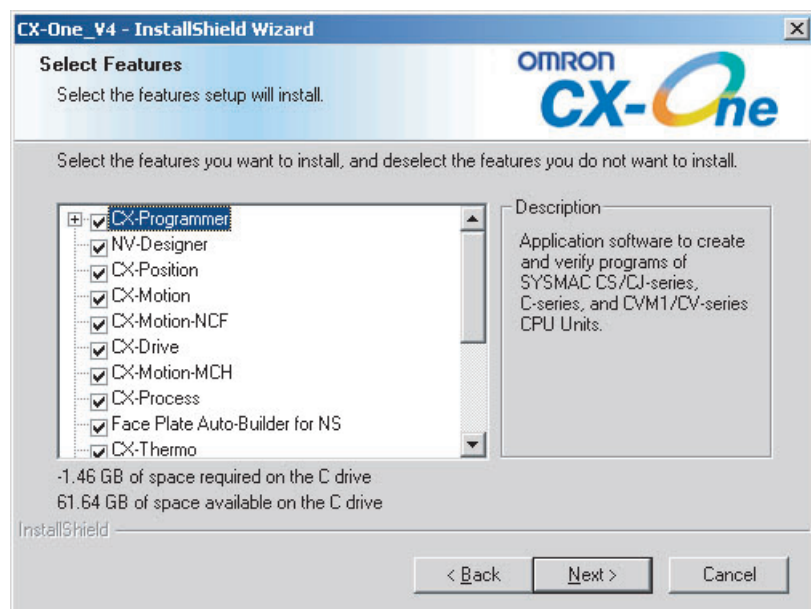 CX-One_V4 - InstallShield Wizard
Select Features
Select the features setup will install.
OMRON
CX-One
Select the features you want to install, and deselect the features you do not want to install.
CX-Programmer
NV-Designer
CX-Position
CX-Motion
CX-Motion-NCF
CX-Drive
CX-Motion-MCH
CX-Process
Face Plate Auto-Builder for NS
CX-Thermo
Description
Application software to create
and verify programs of
SYSMAC CS/CJ-series,
C-series, and CVM1/CV-series
CPU Units.
-1.46 GB of space required on the C drive
61.64 GB of space available on the C drive
InstallShield
< Back
Next >
Cancel